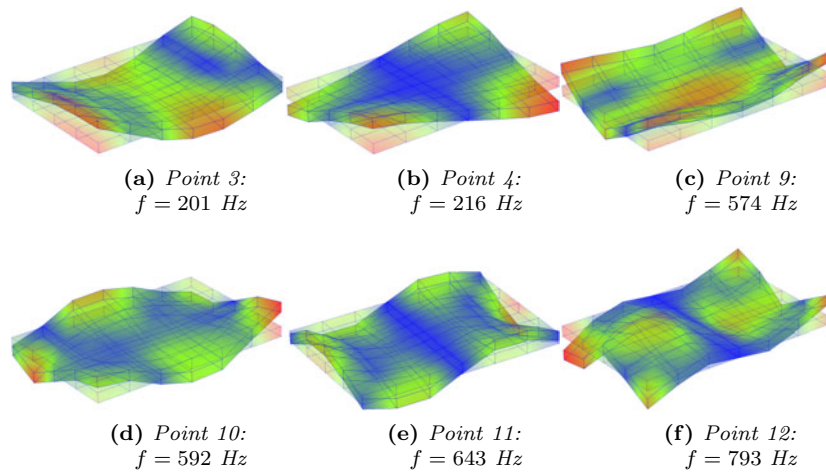 (a) Point 3:
f = 201 Hz
(b) Point 4:
f = 216 Hz
(c) Point 9:
f = 574 Hz
(d) Point 10:
f = 592 Hz
(e) Point 11:
f = 643 Hz
(f) Point 12:
f = 793 Hz